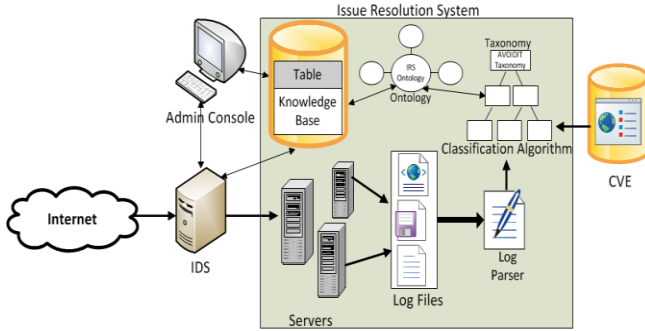 Issue Resolution System
Taxonomy
AVOIDIT
Taxonomy
IRS
Ontology
Ontology
Table
Knowledge
Base
Admin Console
Classification Algorithm
CVE
Internet
IDS
Log
Parser
Log Files
Servers